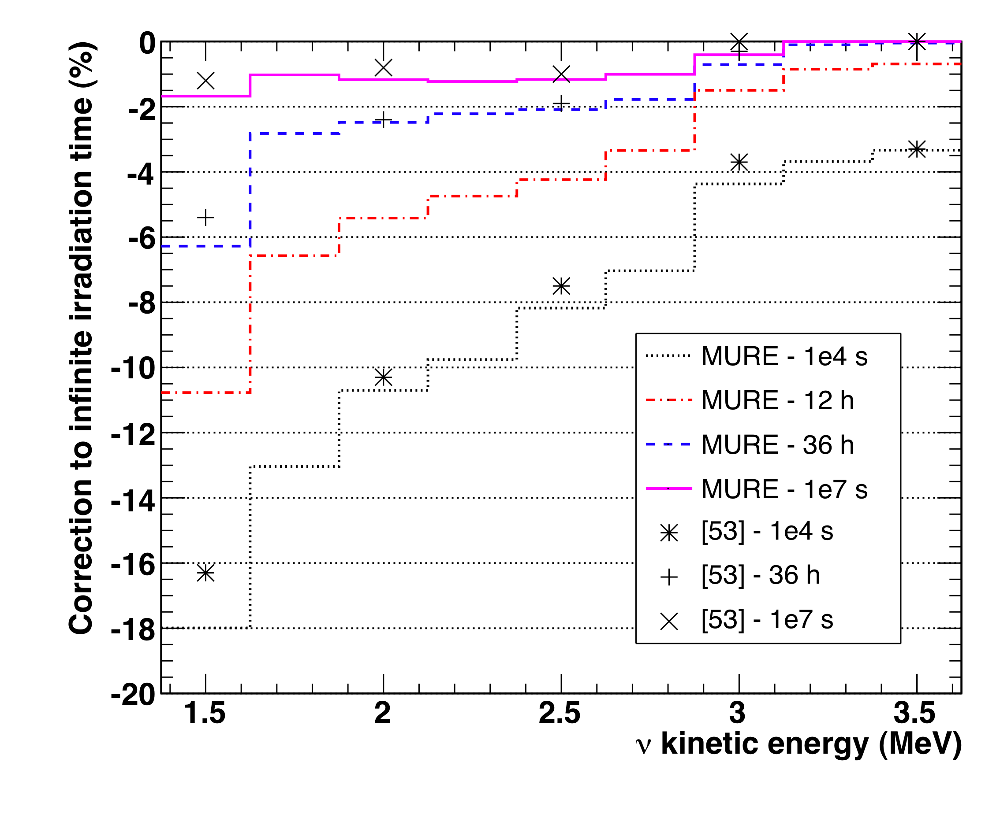 Correction to infinite irradiation time (%)
0
-2
-4
-6
-8
-10
-12
-14
-16
-18
-20
MURE - 1e4 s
MURE - 12 h
MURE - 36 h
MURE - 1e7 s
[53] - 1e4 s
[53] - 36 h
[53] - 1e7 s
1.5 2 2.5 3 3.5
ν kinetic energy (MeV)